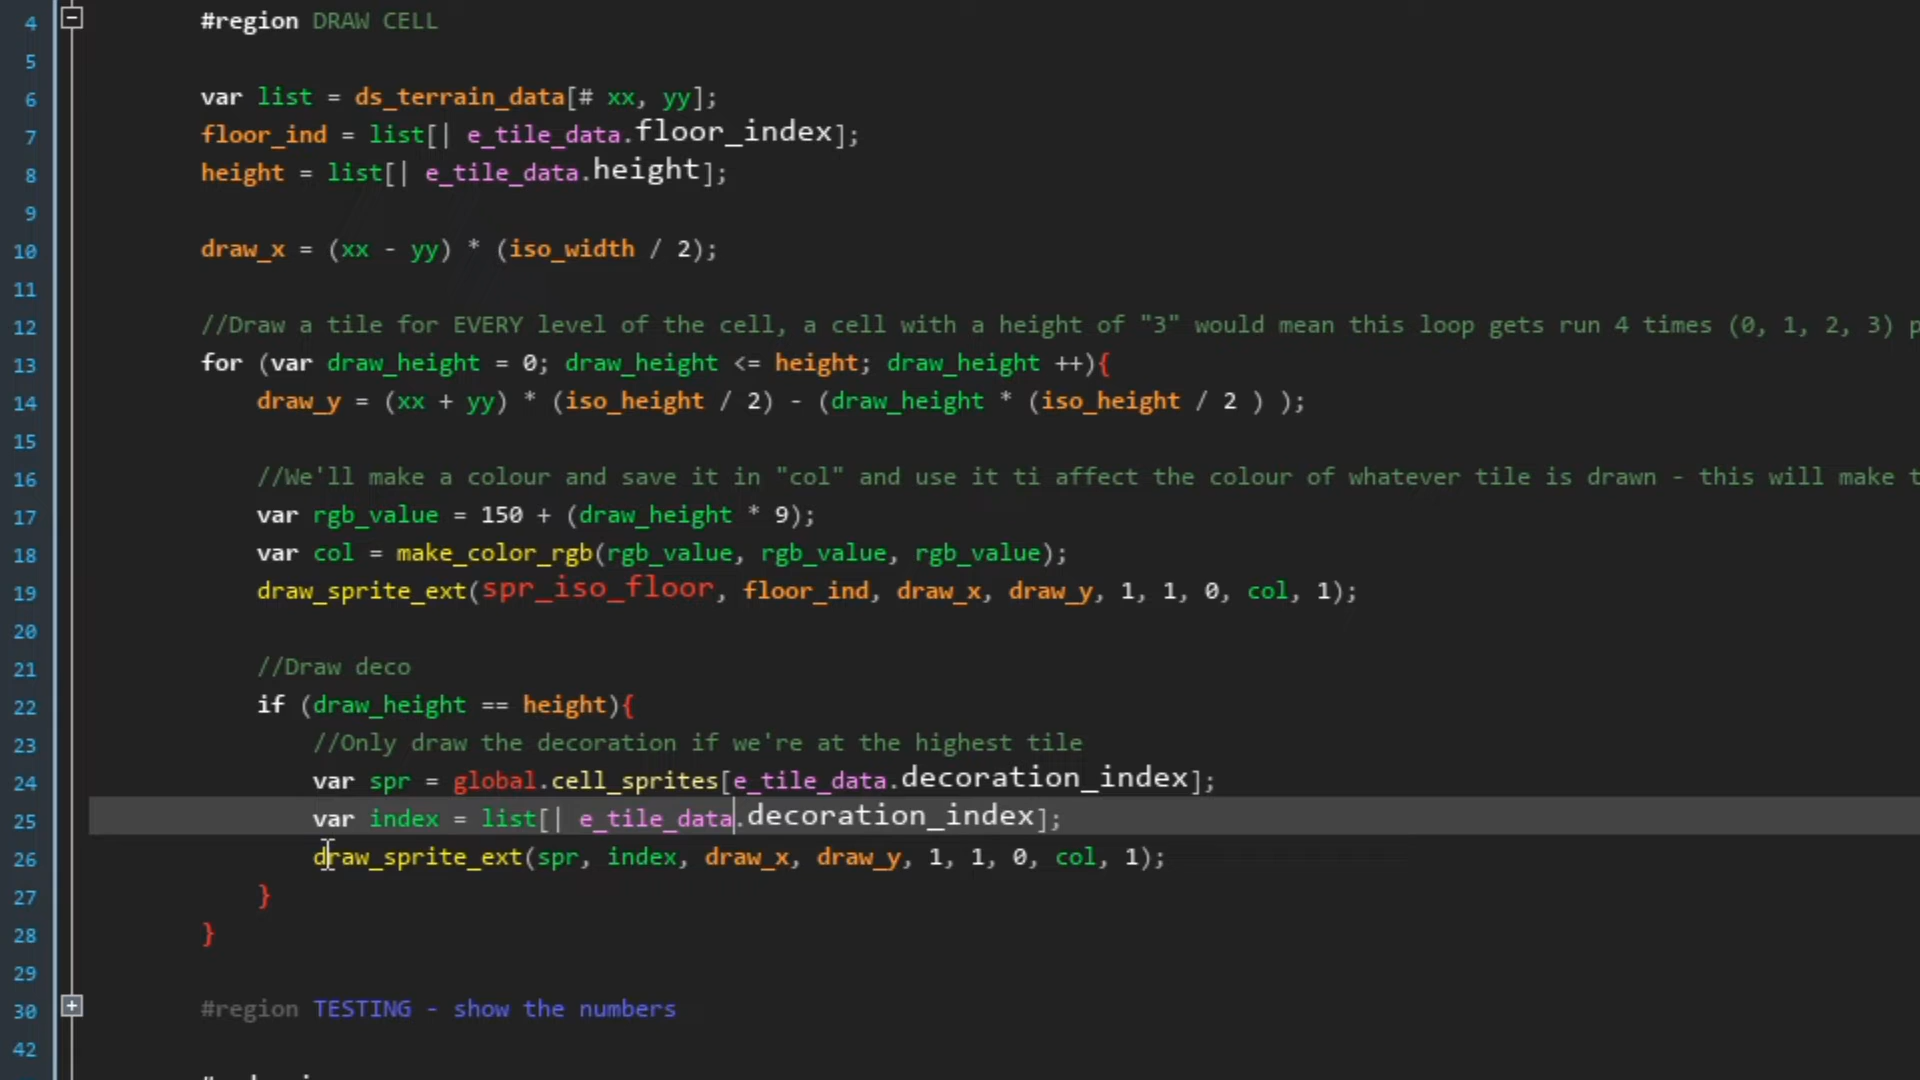 4 #region DRAW CELL
5
6 var list = ds_terrain_data[# xx, yy];
7 floor_ind = list[| e_tile_data.floor_index];
8 height = list[| e_tile_data.height];
9
10 draw_x = (xx - yy) * (iso_width / 2);
11
12 //Draw a tile for EVERY level of the cell, a cell with a height of "3" would mean this loop gets run 4 times (0, 1, 2, 3) p
13 for (var draw_height = 0; draw_height <= height; draw_height ++){
14 draw_y = (xx + yy) * (iso_height / 2) - (draw_height * (iso_height / 2 ) );
15
16 //We'll make a colour and save it in "col" and use it ti affect the colour of whatever tile is drawn - this will make t
17 var rgb_value = 150 + (draw_height * 9);
18 var col = make_color_rgb(rgb_value, rgb_value, rgb_value);
19 draw_sprite_ext(spr_iso_floor, floor_ind, draw_x, draw_y, 1, 1, 0, col, 1);
20
21 //Draw deco
22 if (draw_height == height){
23 //Only draw the decoration if we're at the highest tile
24 var spr = global.cell_sprites[e_tile_data.decoration_index];
25 var index = list[| e_tile_data.decoration_index];
26 draw_sprite_ext(spr, index, draw_x, draw_y, 1, 1, 0, col, 1);
27 }
28 }
29
30 #region TESTING - show the numbers
42